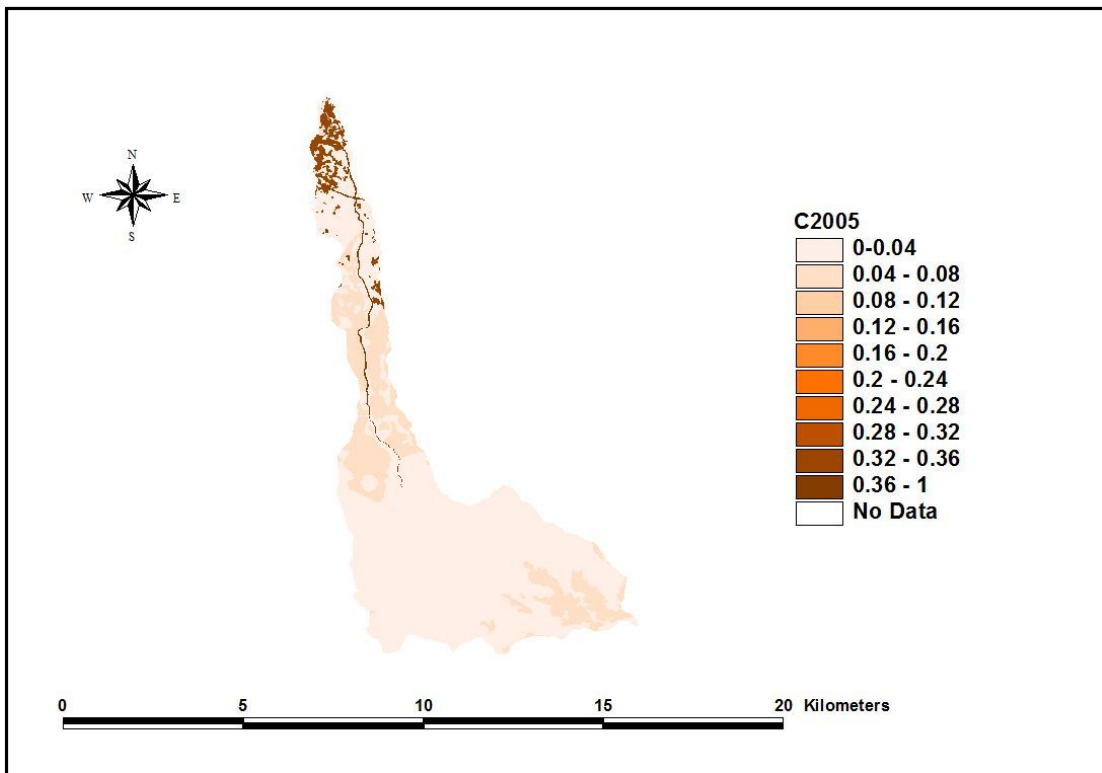 N
W E
S
C2005
0-0.04
0.04 - 0.08
0.08 - 0.12
0.12 - 0.16
0.16 - 0.2
0.2 - 0.24
0.24 - 0.28
0.28 - 0.32
0.32 - 0.36
0.36 - 1
No Data
0 5 10 15 20 Kilometers